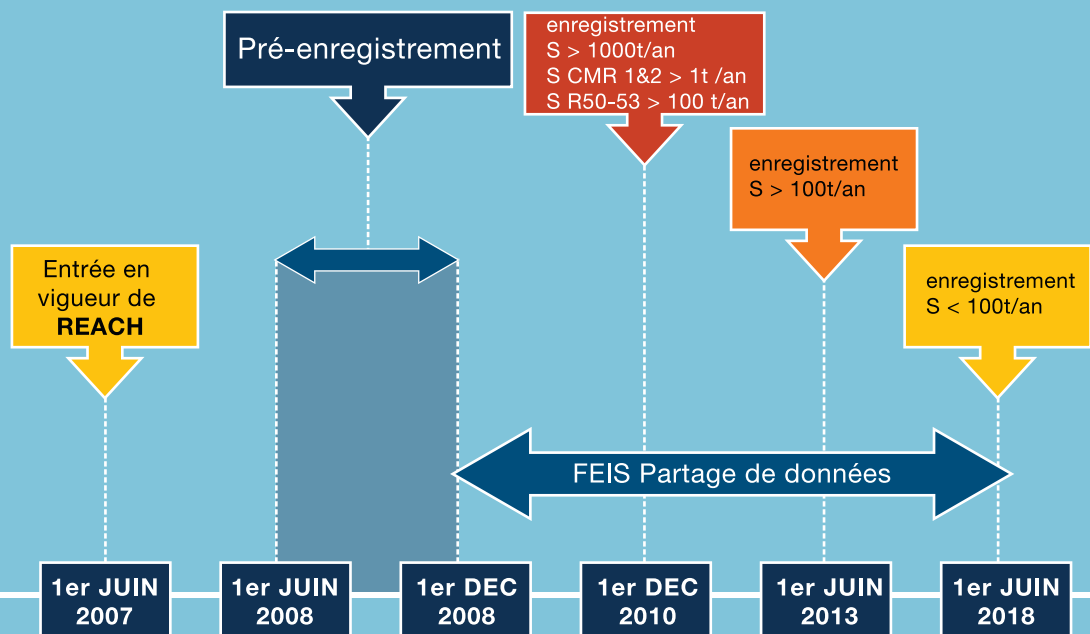 Pré-enregistrement
enregistrement
S > 1000t/an
S CMR 1&2 > 1t /an
S R50-53 > 100 t/an
enregistrement
S > 100t/an
Entrée en
vigueur de
REACH
enregistrement
S < 100t/an
FEIS Partage de données
1er JUIN
2007
1er JUIN
2008
1er DEC
2008
1er DEC
2010
1er JUIN
2013
1er JUIN
2018